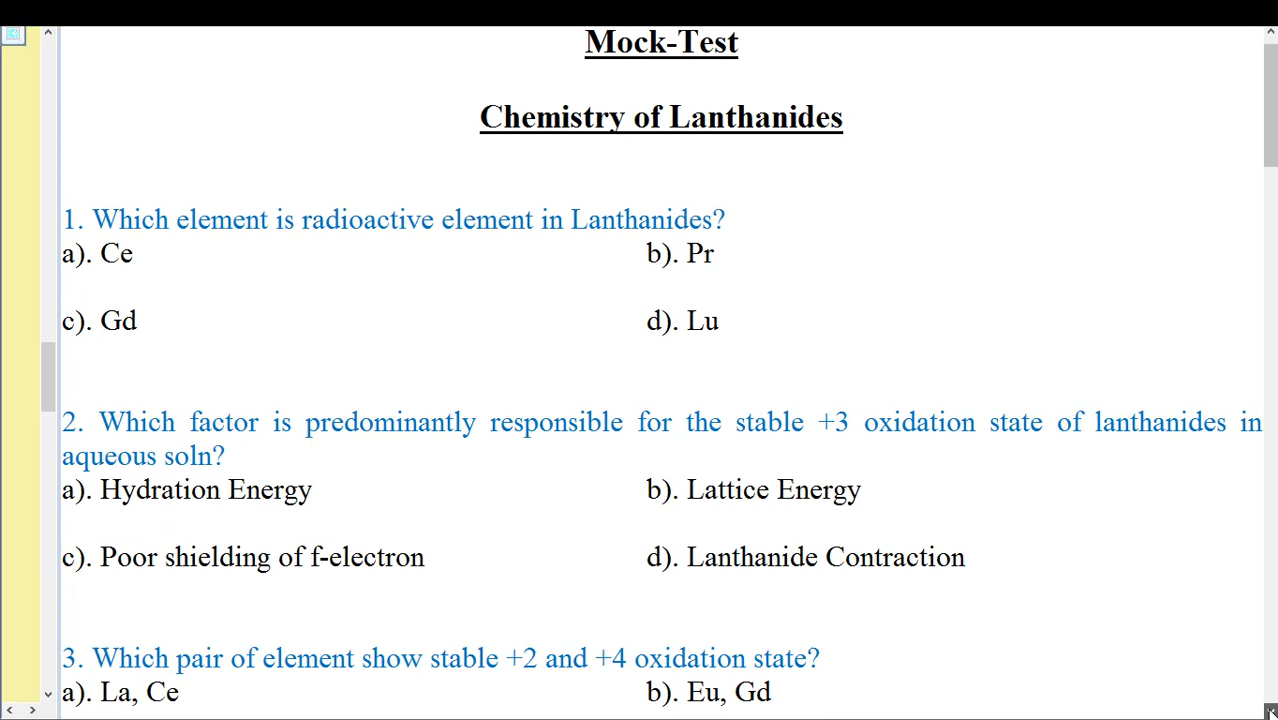 Mock-Test
Chemistry of Lanthanides
1. Which element is radioactive element in Lanthanides?
a). Ce b). Pr
c). Gd d). Lu
2. Which factor is predominantly responsible for the stable +3 oxidation state of lanthanides in
aqueous soln?
a). Hydration Energy b). Lattice Energy
c). Poor shielding of f-electron d). Lanthanide Contraction
3. Which pair of element show stable +2 and +4 oxidation state?
a). La, Ce b). Eu, Gd